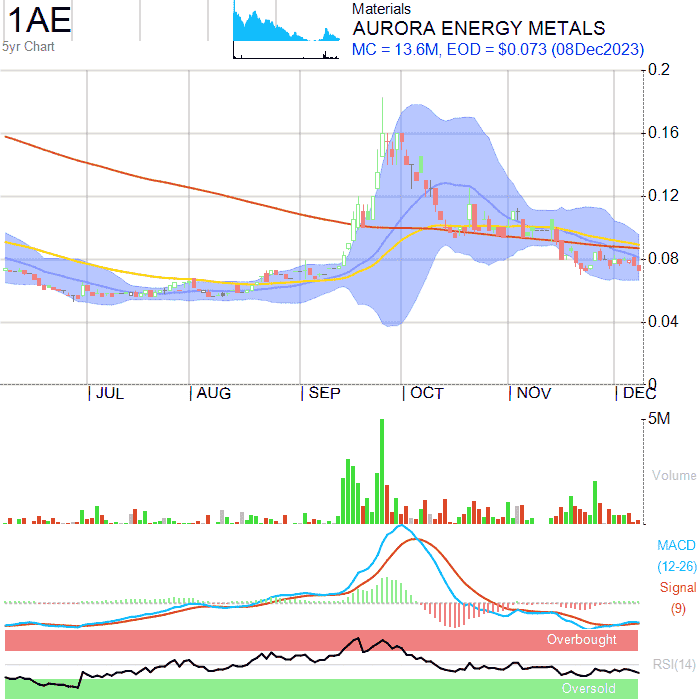 1AE
5yr Chart
Materials
AURORA ENERGY METALS
MC = 13.6M, EOD = $0.073 (08Dec2023)
0.2
0.16
0.12
0.08
0.04
0
JUL AUG SEP OCT NOV DEC
5M
Volume
MACD
(12-26)
Signal
(9)
Overbought
RSI(14)
Oversold